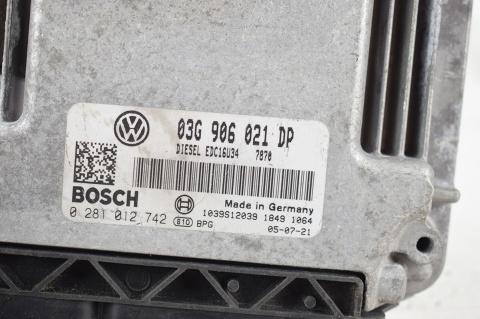 03G 906 021 DP
DIESEL EDC16U34 7870
BOSCH
Made in Germany
0 281 012 742 E10 BPG
1039S12039 1849 1064
05-07-21